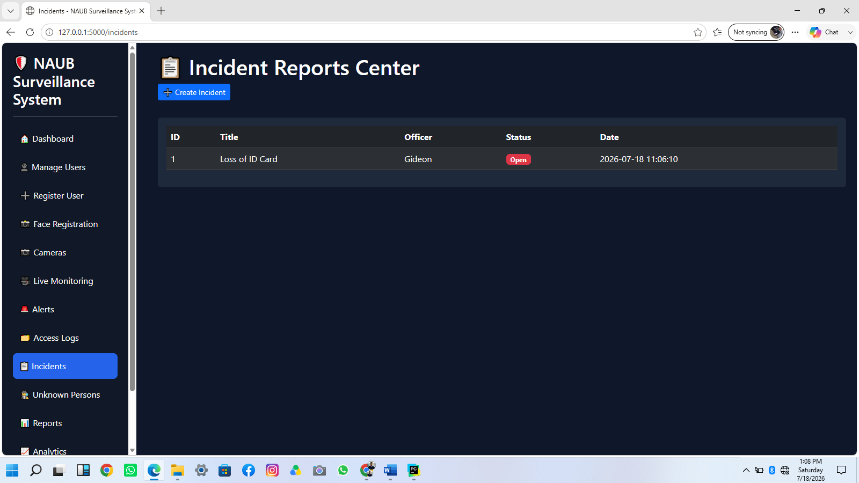 Incidents - NAUB Surveillance Syst
127.0.0.1:5000/incidents
Not syncing
Chat
NAUB
Surveillance
System
Dashboard
Manage Users
Register User
Face Registration
Cameras
Live Monitoring
Alerts
Access Logs
Incidents
Unknown Persons
Reports
Analytics
Incident Reports Center
Create Incident
ID Title Officer Status Date
1 Loss of ID Card Gideon Open 2026-07-18 11:06:10
1:08 PM
Saturday
7/18/2026